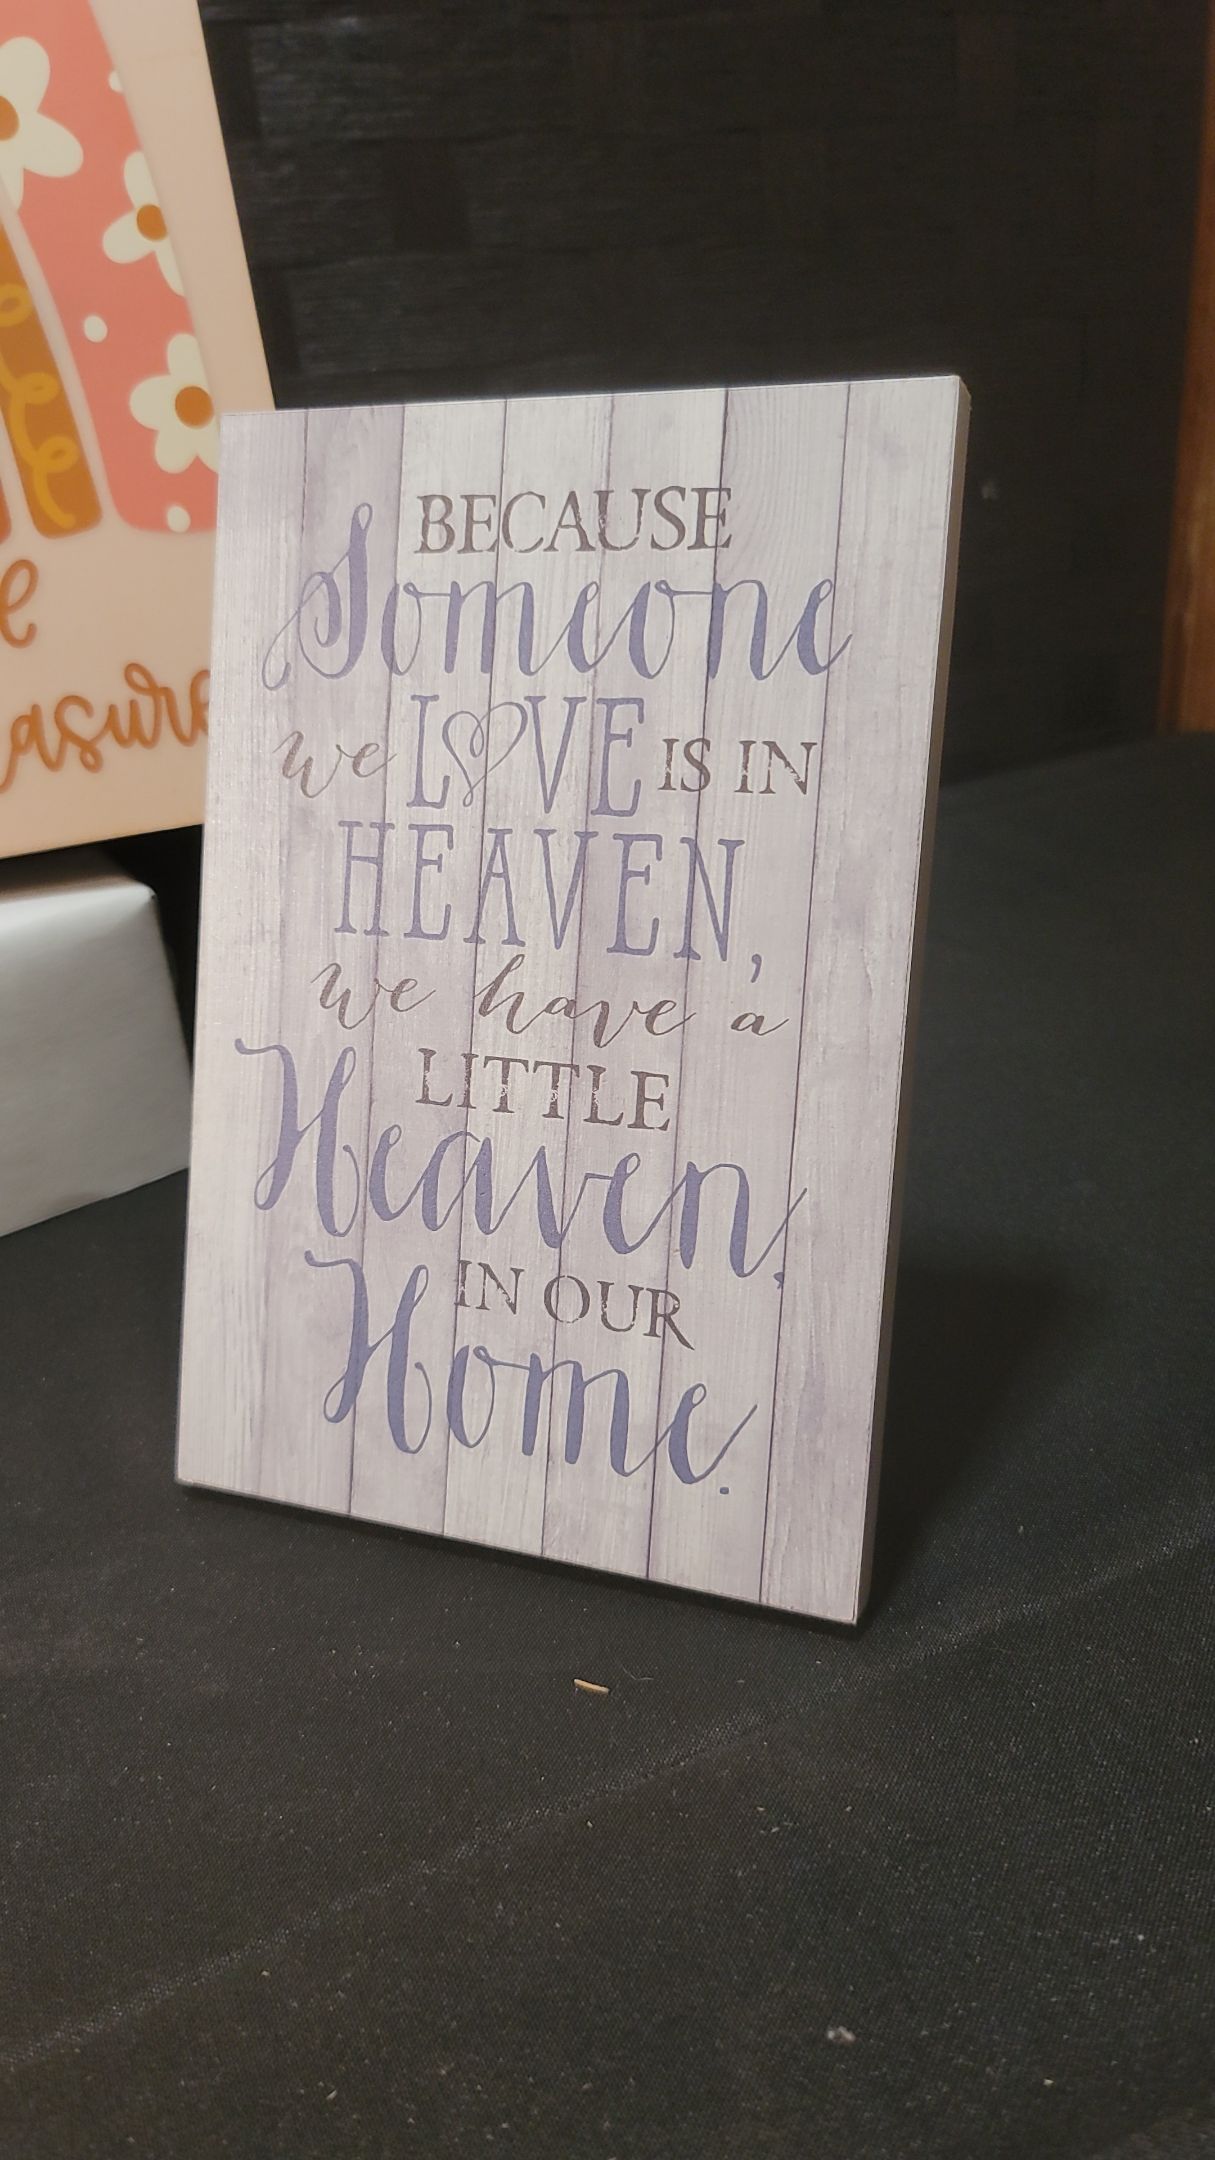 BECAUSE
Someone
we LOVE IS IN
HEAVEN,
we have a
LITTLE
Heaven,
IN OUR
Home.